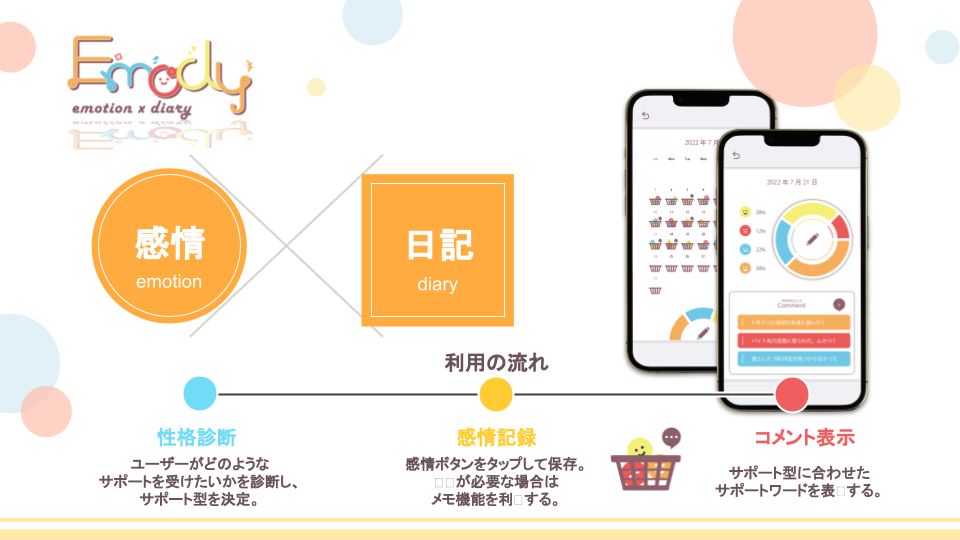 Emody
emotion x diary
感情
emotion
日記
diary
2022 年 7 月
Sun Mon Tue Wed
2022 年 7 月 21 日
28%
12%
22%
38%
Comment
利用の流れ
性格診断
ユーザーがどのような
サポートを受けたいかを診断し、
サポート型を決定。
感情記録
感情ボタンをタップして保存。
□□が必要な場合は
メモ機能を利□する。
コメント表示
サポート型に合わせた
サポートワードを表□する。